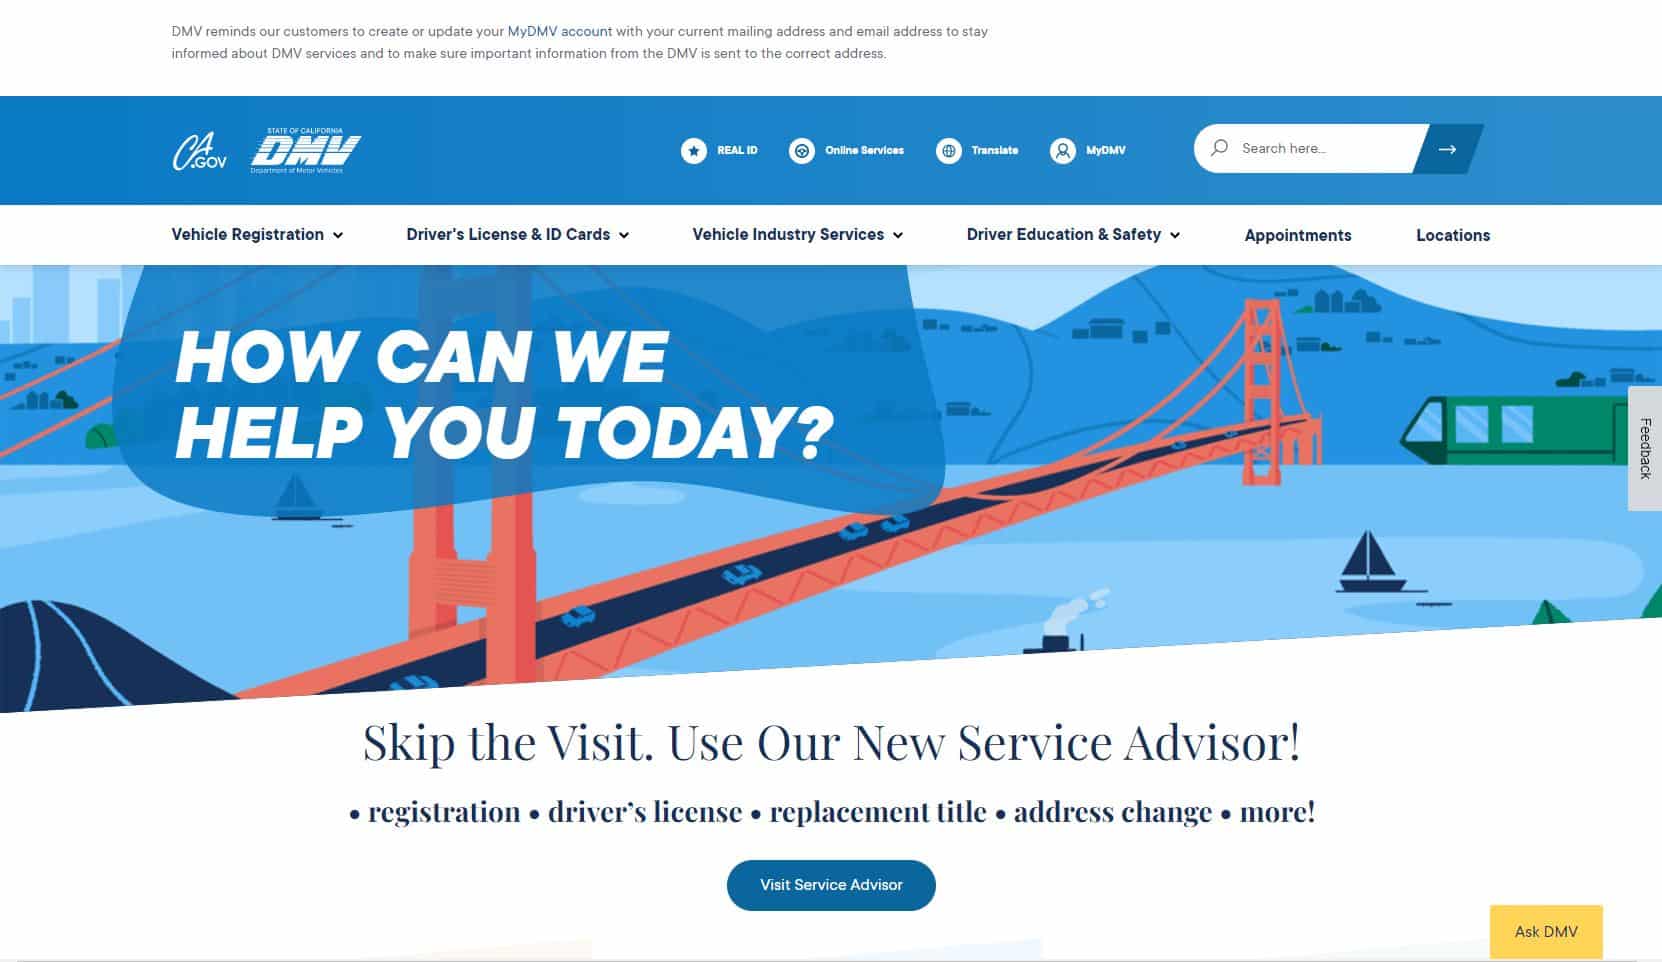 DMV reminds our customers to create or update your MyDMV account with your current mailing address and email address to stay
informed about DMV services and to make sure important information from the DMV is sent to the correct address.
CA
.GOV
STATE OF CALIFORNIA
DMV
Department of Motor Vehicles
REAL ID
Online Services
Translate
MyDMV
Search here...
Vehicle Registration
Driver's License & ID Cards
Vehicle Industry Services
Driver Education & Safety
Appointments
Locations
HOW CAN WE
HELP YOU TODAY?
Feedback
Skip the Visit. Use Our New Service Advisor!
• registration • driver’s license • replacement title • address change • more!
Visit Service Advisor
Ask DMV